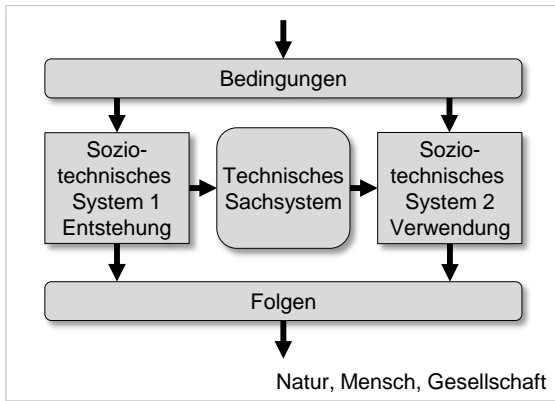 Bedingungen
Sozio-
technisches
System 1
Entstehung
Technisches
Sachsystem
Sozio-
technisches
System 2
Verwendung
Folgen
Natur, Mensch, Gesellschaft